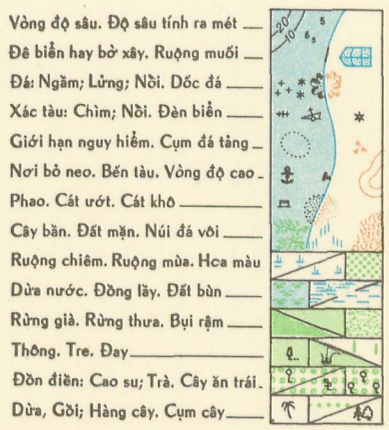 Vòng độ sâu. Độ sâu tính ra mét
Đê biển hay bờ xây. Ruộng muối
Đá: Ngầm; Lửng; Nồi. Dốc đá
Xác tàu: Chìm; Nồi. Đèn biển
Giới hạn nguy hiểm. Cụm đá tảng
Nơi bỏ neo. Bến tàu. Vòng độ cao
Phao. Cát ướt. Cát khô
Cây bần. Đất mặn. Núi đá vôi
Ruộng chiêm. Ruộng mùa. Hoa màu
Dừa nước. Đồng lầy. Đất bùn
Rừng già. Rừng thưa. Bụi rậm
Thông. Tre. Đay
Đồn điền: Cao su; Trà. Cây ăn trái
Dừa, Gồi; Hàng cây. Cụm cây
-20
-10
6 5
5